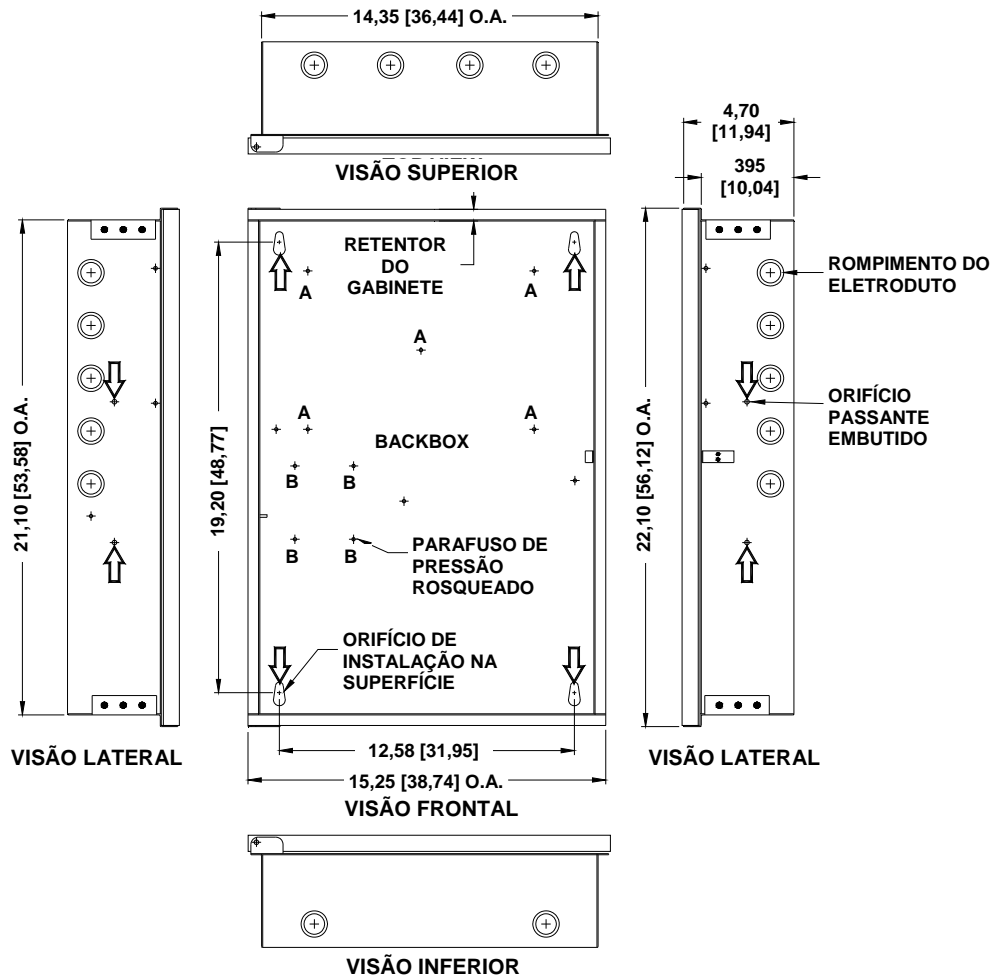 14,35 [36,44] O.A.
VISÃO SUPERIOR
4,70
[11,94]
395
[10,04]
RETENTOR
DO
GABINETE
A
A
A
A
A
BACKBOX
B
B
B
B
PARAFUSO DE
PRESSÃO
ROSQUEADO
ORIFÍCIO DE
INSTALAÇÃO NA
SUPERFÍCIE
ROMPIMENTO DO
ELETRODUTO
ORIFÍCIO
PASSANTE
EMBUTIDO
21,10 [53,58] O.A.
19,20 [48,77]
22,10 [56,12] O.A.
VISÃO LATERAL
12,58 [31,95]
15,25 [38,74] O.A.
VISÃO FRONTAL
VISÃO LATERAL
VISÃO INFERIOR